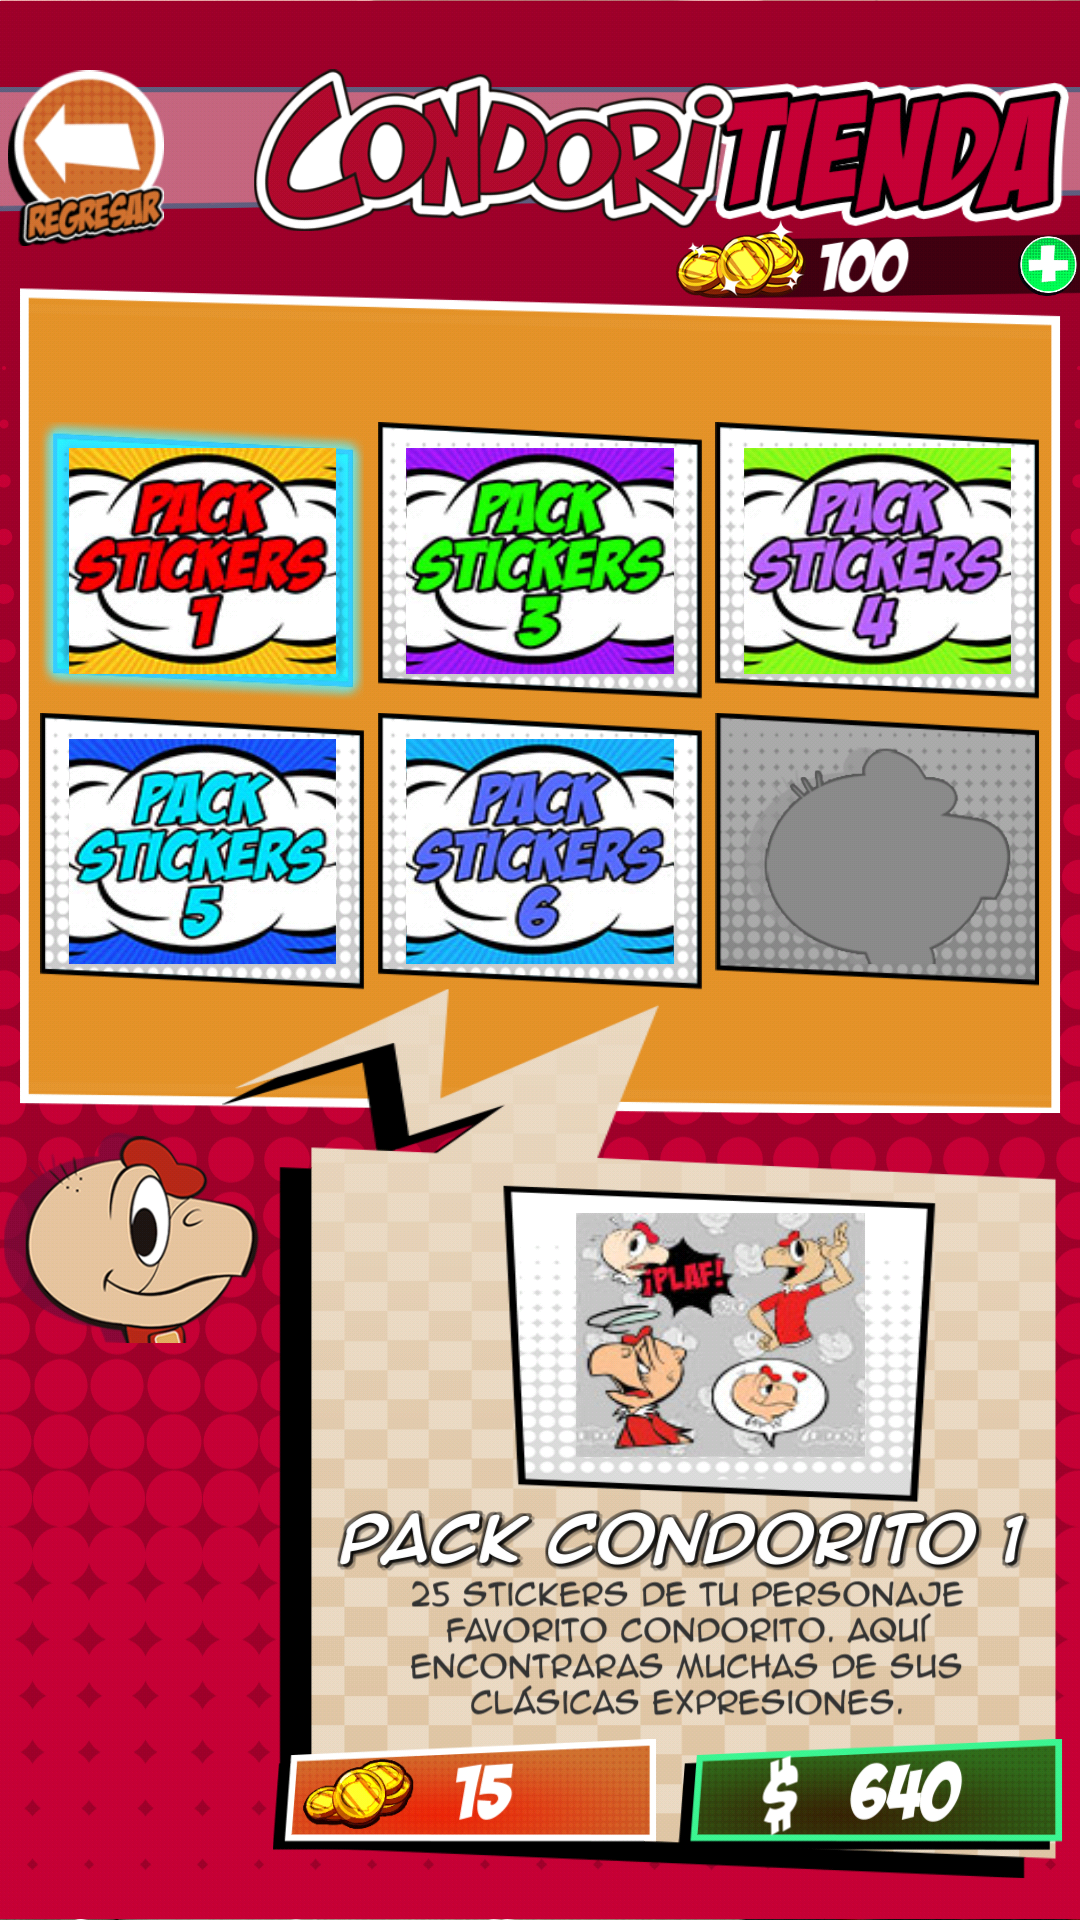 CONDORITIENDA
REGRESAR
100
PACK
STICKERS
1
PACK
STICKERS
3
PACK
STICKERS
4
PACK
STICKERS
5
PACK
STICKERS
6
¡PLAF!
PACK CONDORITO 1
25 STICKERS DE TU PERSONAJE
FAVORITO CONDORITO. AQUÍ
ENCONTRARAS MUCHAS DE SUS
CLÁSICAS EXPRESIONES.
15
$ 640